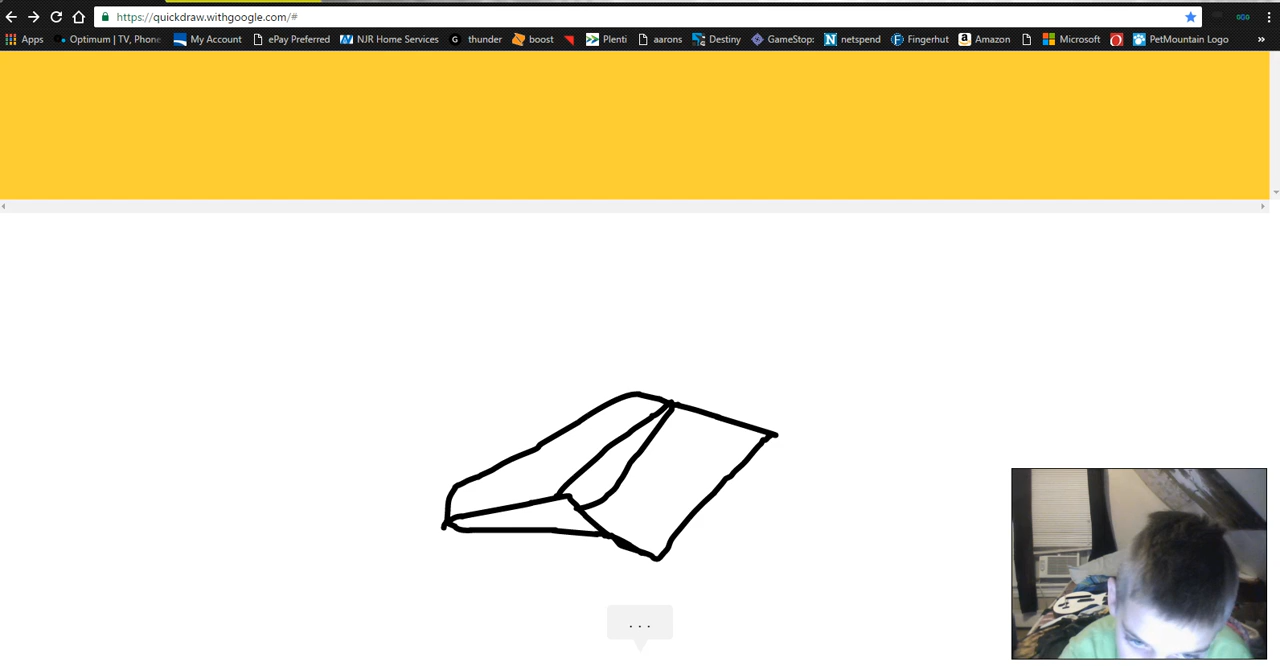 https://quickdraw.withgoogle.com/#
Apps Optimum | TV, Phone My Account ePay Preferred NJR Home Services thunder boost Plenti aarons Destiny GameStop: netspend Fingerhut Amazon Microsoft PetMountain Logo »
. . .